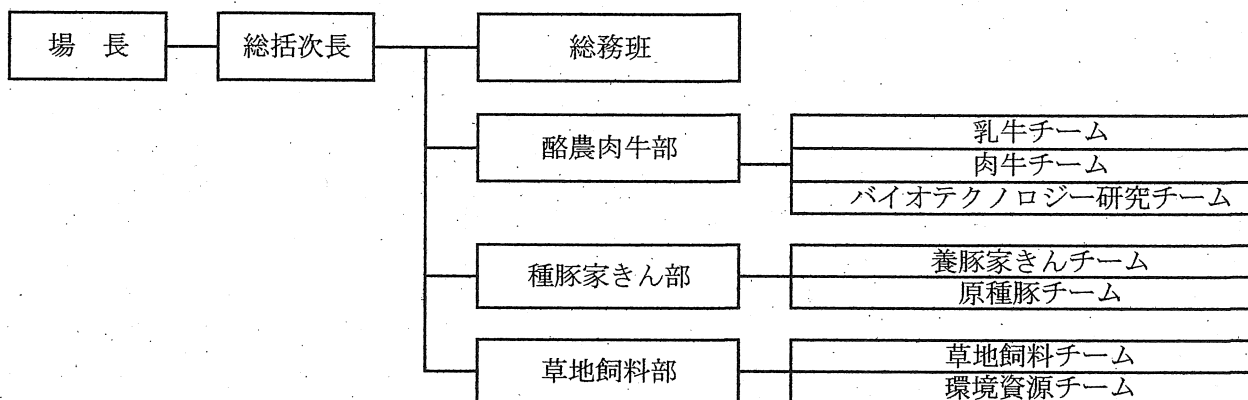 場　長
総括次長
総務班
酪農肉牛部
乳牛チーム
肉牛チーム
バイオテクノロジー研究チーム
種豚家きん部
養豚家きんチーム
原種豚チーム
草地飼料部
草地飼料チーム
環境資源チーム